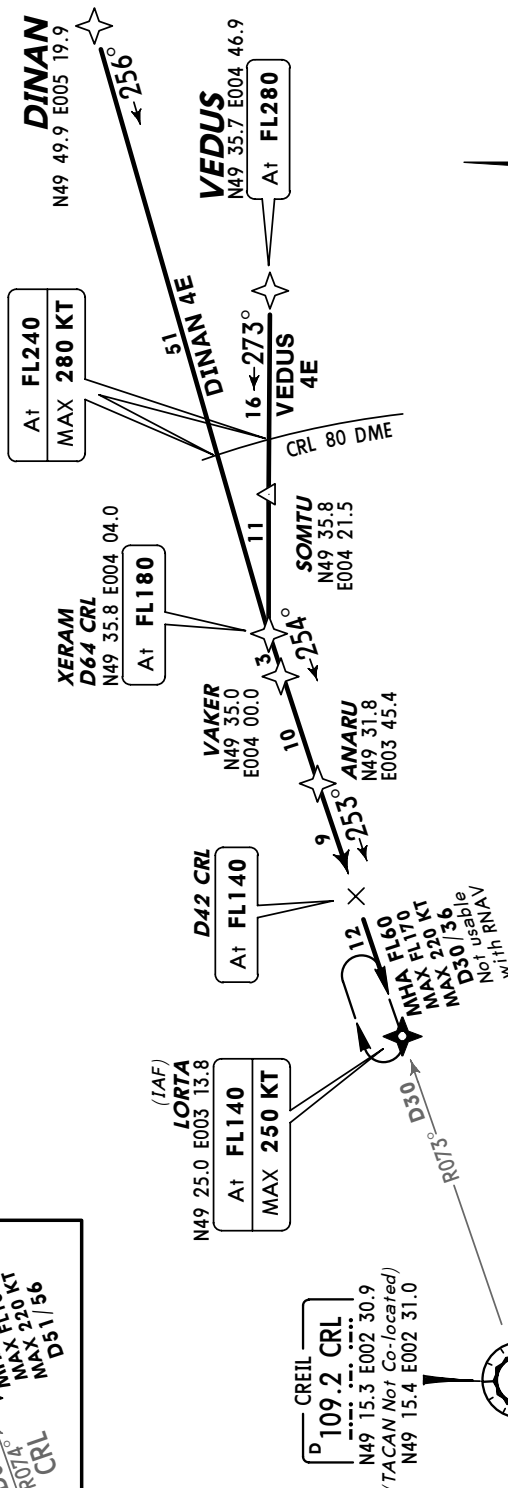 DINAN
N49 49.9 E005 19.9
256°
VEDUS
N49 35.7 E004 46.9
At FL280
At FL240
MAX 280 KT
51
DINAN 4E
16
273°
VEDUS
4E
CRL 80 DME
11
SOMTU
N49 35.8
E004 21.5
XERAM
D64 CRL
N49 35.8 E004 04.0
At FL180
3
254°
VAKER
N49 35.0
E004 00.0
10
ANARU
N49 31.8
E003 45.4
9
253°
D42 CRL
At FL140
12
MHA FL60
MAX FL170
MAX 220 KT
D30/36
Not usable
with RNAV
(IAF)
LORTA
N49 25.0 E003 13.8
At FL140
MAX 250 KT
R073°
D30
CREIL
D 109.2 CRL
N49 15.3 E002 30.9
(TACAN Not Co-located)
N49 15.4 E002 31.0
MAX 220 KT
D51/56
R074°
CRL